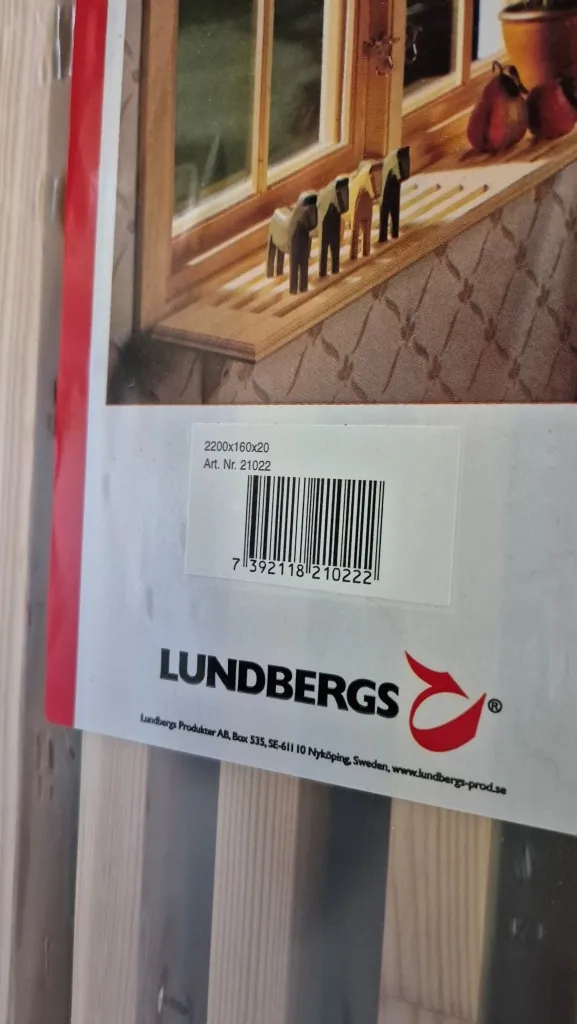 2200x160x20
Art. Nr. 21022
7 392118 210222
LUNDBERGS ®
Lundbergs Produkter AB, Box 535, SE-611 10 Nyköping, Sweden, www.lundbergs-prod.se